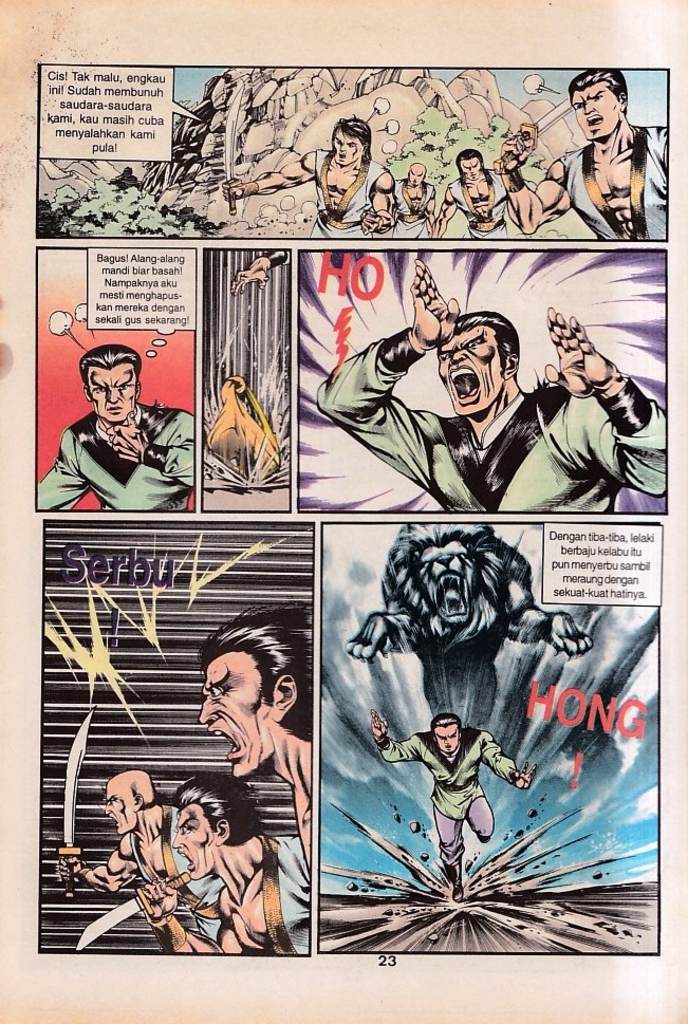 Cis! Tak malu, engkau
ini! Sudah membunuh
saudara-saudara
kami, kau masih cuba
menyalahkan kami
pula!
Bagus! Alang-alang
mandi biar basah!
Nampaknya aku
mesti menghapus-
kan mereka dengan
sekali gus sekarang!
HO
Serbu
!
Dengan tiba-tiba, lelaki
berbaju kelabu itu
pun menyerbu sambil
meraung dengan
sekuat-kuat hatinya.
HONG
!
23